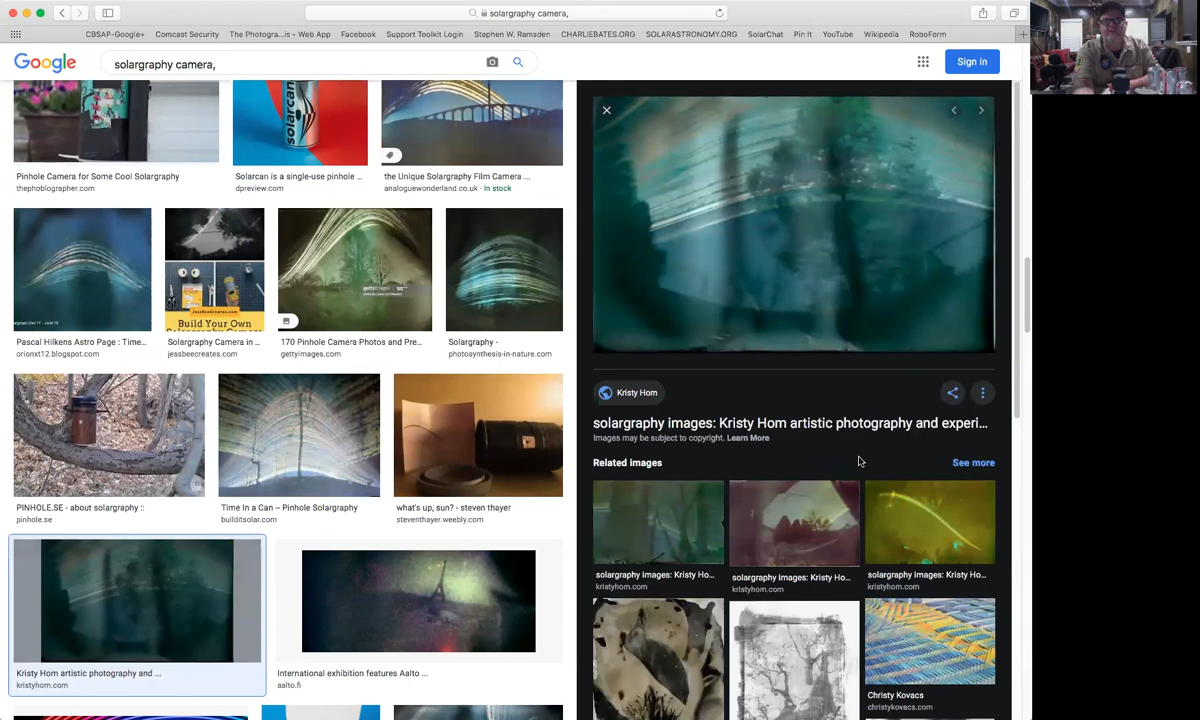 solargraphy camera,
CBSAP-Google+ Comcast Security The Photogra...is - Web App Facebook Support Toolkit Login Stephen W. Ramsden CHARLIEBATES.ORG SOLARASTRONOMY.ORG SolarChat Pin It YouTube Wikipedia RoboForm
Google
solargraphy camera,
Sign in
solarcan
Pinhole Camera for Some Cool Solargraphy
thephoblographer.com
Solarcan is a single-use pinhole ...
dpreview.com
the Unique Solargraphy Film Camera ...
analoguewonderland.co.uk · In stock
gettyimages
JessBeeCreates.com
Build Your Own
Pascal Hilkens Astro Page : Time...
orionxt12.blogspot.com
Solargraphy Camera in ...
jessbeecreates.com
170 Pinhole Camera Photos and Pre...
gettyimages.com
Solargraphy -
photosynthesis-in-nature.com
PINHOLE.SE - about solargraphy ::
pinhole.se
Time In a Can – Pinhole Solargraphy
builditsolar.com
what's up, sun? - steven thayer
steventhayer.weebly.com
Kristy Hom artistic photography and ...
kristyhom.com
International exhibition features Aalto ...
aalto.fi
Kristy Hom
solargraphy images: Kristy Hom artistic photography and experi...
Images may be subject to copyright. Learn More
Related images
See more
solargraphy images: Kristy Ho...
kristyhom.com
solargraphy images: Kristy Ho...
kristyhom.com
solargraphy images: Kristy Ho...
kristyhom.com
Christy Kovacs
christykovacs.com